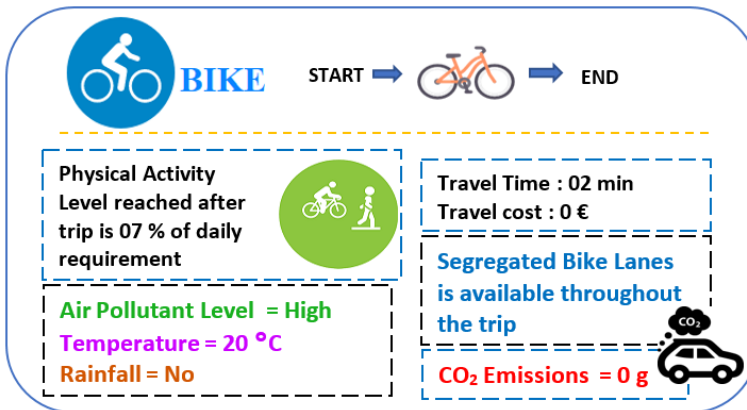 BIKE
START
END
Physical Activity
Level reached after
trip is 07 % of daily
requirement
Travel Time : 02 min
Travel cost : 0 €
Segregated Bike Lanes
is available throughout
the trip
Air Pollutant Level = High
Temperature = 20 °C
Rainfall = No
CO₂
CO₂ Emissions = 0 g